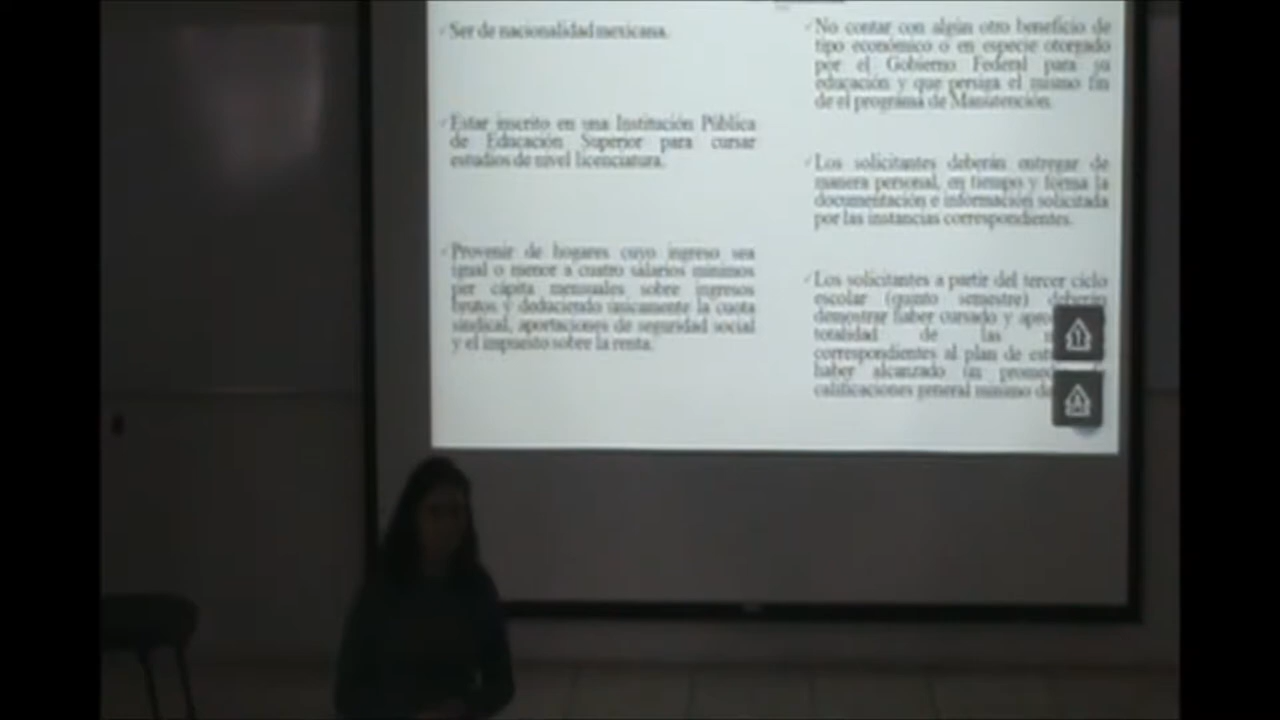 ✓Ser de nacionalidad mexicana.
✓Estar inscrito en una Institución Pública
de Educación Superior para cursar
estudios de nivel licenciatura.
✓Provenir de hogares cuyo ingreso sea
igual o menor a cuatro salarios mínimos
per cápita mensuales sobre ingresos
brutos y deduciendo únicamente la cuota
sindical, aportaciones de seguridad social
y el impuesto sobre la renta.
✓No contar con algún otro beneficio de
tipo económico o en especie otorgado
por el Gobierno Federal para su
educación y que persiga el mismo fin
de el programa de Manutención.
✓Los solicitantes deberán entregar de
manera personal, en tiempo y forma la
documentación e información solicitada
por las instancias correspondientes.
✓Los solicitantes a partir del tercer ciclo
escolar (quinto semestre) deberán
demostrar haber cursado y
totalidad de las
correspondientes al plan de
haber alcanzado un
calificaciones general mínimo